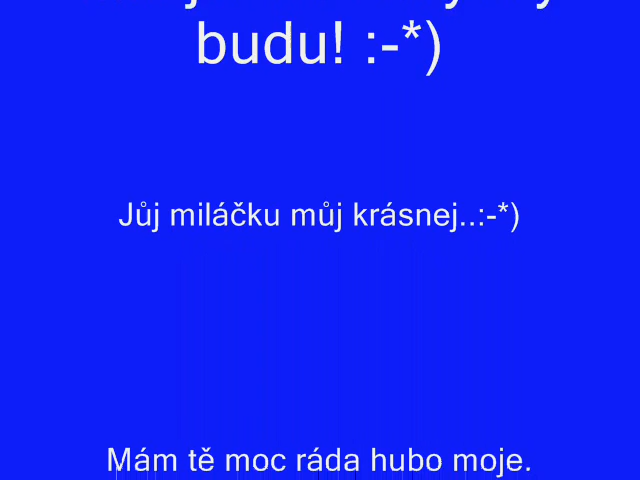 budu! :-*)
Jůj miláčku můj krásnej..:-*)
Mám tě moc ráda hubo moje.